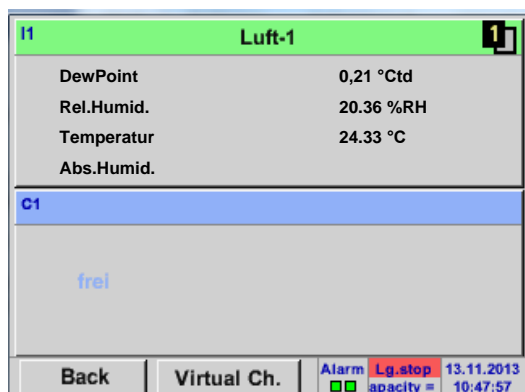 I1 Luft-1 1
DewPoint 0,21 °Ctd
Rel.Humid. 20.36 %RH
Temperatur 24.33 °C
Abs.Humid.
C1
frei
Back Virtual Ch. Alarm Lg.stop 13.11.2013
apacity = 10:47:57